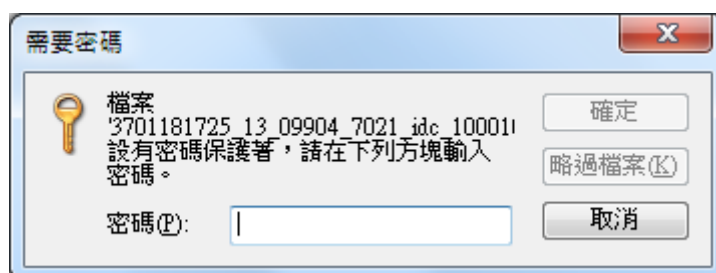 需要密碼
檔案
'3701181725_13_09904_7021_idc_10001
設有密碼保護著，請在下列方塊輸入
密碼。
密碼(P):
確定
略過檔案(K)
取消